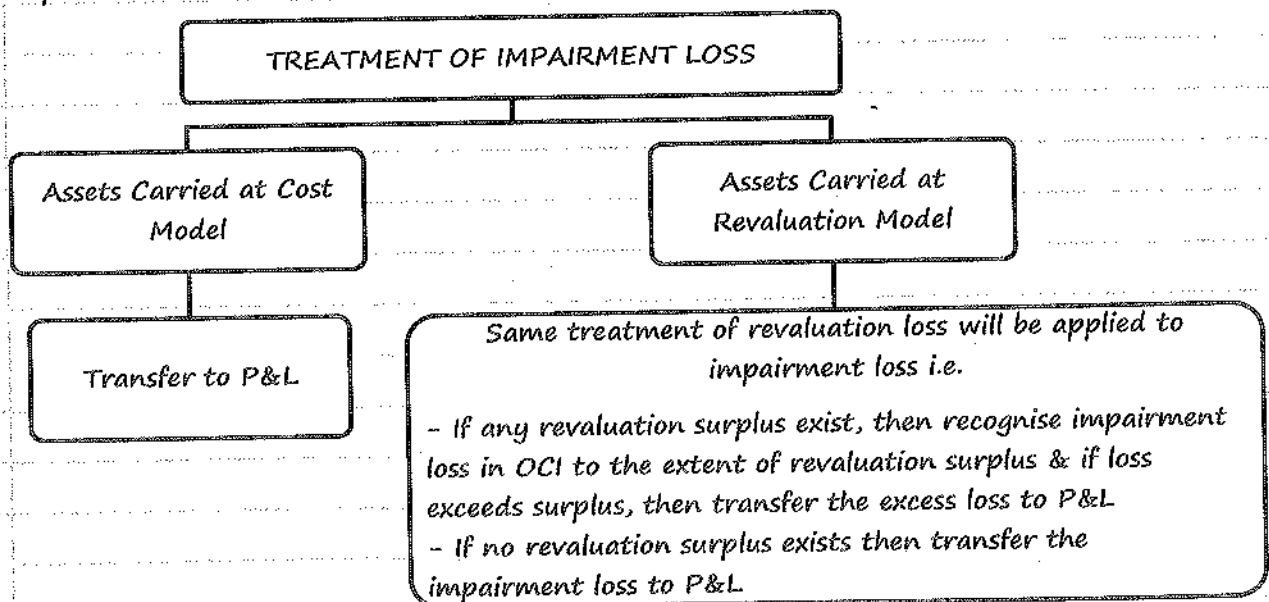 TREATMENT OF IMPAIRMENT LOSS
Assets Carried at Cost
Model
Assets Carried at
Revaluation Model
Transfer to P&L
Same treatment of revaluation loss will be applied to
impairment loss i.e.
- If any revaluation surplus exist, then recognise impairment
loss in OCI to the extent of revaluation surplus & if loss
exceeds surplus, then transfer the excess loss to P&L
- If no revaluation surplus exists then transfer the
impairment loss to P&L